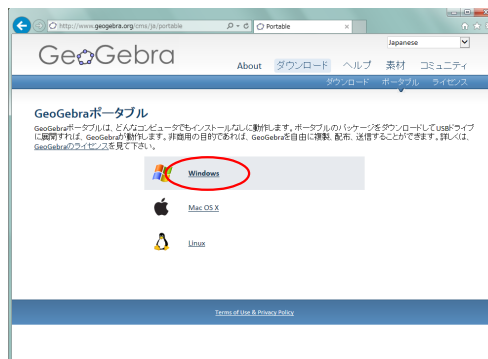 http://www.geogebra.org/cms/ja/portable
Portable
GeoGebra
Japanese
About ダウンロード ヘルプ 素材 コミュニティ
ダウンロード ポータブル ライセンス
GeoGebraポータブル
GeoGebraポータブルは、どんなコンピュータでもインストールなしに動作します。ポータブルのパッケージをダウンロードしてUSBドライブ
に展開すれば、GeoGebraが動作します。非商用の目的であれば、GeoGebraを自由に複製、配布、送信することができます。詳しくは、
GeoGebraのライセンスを見て下さい。
Windows
Mac OS X
Linux
Terms of Use & Privacy Policy